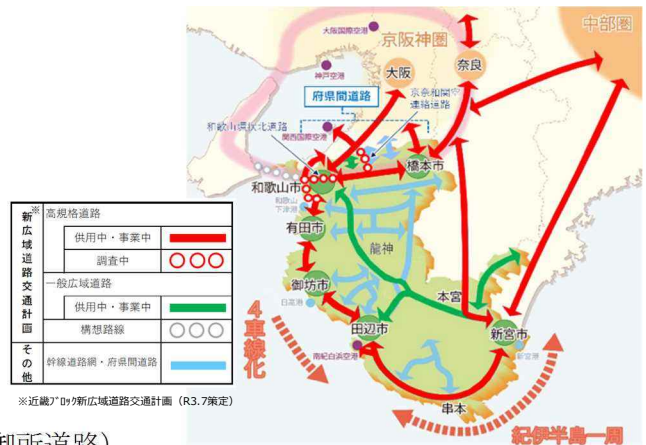 中部圏
大阪国際空港
京阪神圏
神戸空港
大阪
奈良
府県間道路
京奈和関空
連絡道路
和歌山環状北道路
関西国際空港
橋本市
和歌山市
和歌山
下津港
有田市
龍神
御坊市
日高港
本宮
田辺市
新宮市
新宮港
南紀白浜空港
串本
4車線化
紀伊半島一周
※
新広域道路交通計画
高規格道路
供用中・事業中
調査中
一般広域道路
供用中・事業中
構想路線
その他
幹線道路網・府県間道路
※近畿ブロック新広域道路交通計画（R3.7策定）
御所道路）